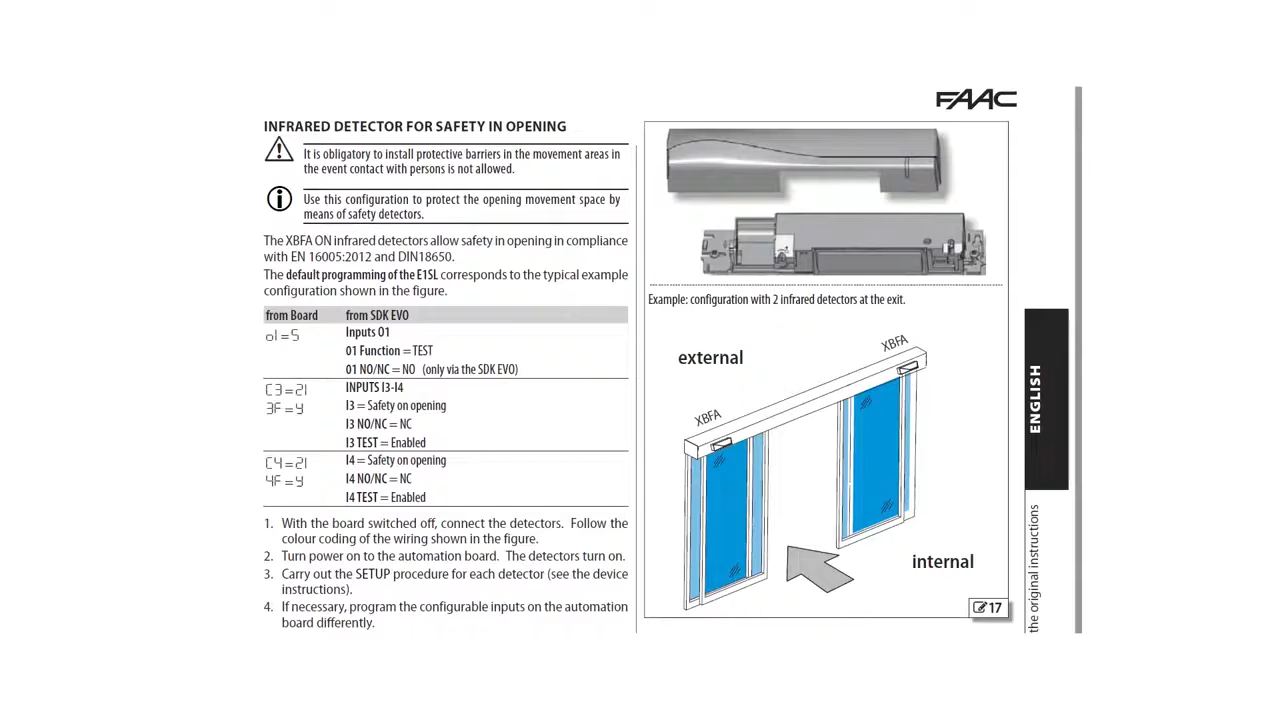 FAAC
INFRARED DETECTOR FOR SAFETY IN OPENING
It is obligatory to install protective barriers in the movement areas in
the event contact with persons is not allowed.
Use this configuration to protect the opening movement space by
means of safety detectors.
The XBFA ON infrared detectors allow safety in opening in compliance
with EN 16005:2012 and DIN18650.
The default programming of the E1SL corresponds to the typical example
configuration shown in the figure.
from Board from SDK EVO
o1 = 5 Inputs O1
O1 Function = TEST
O1 NO/NC = NO (only via the SDK EVO)
C3 = 21 INPUTS I3-I4
3F = y I3 = Safety on opening
I3 NO/NC = NC
I3 TEST = Enabled
C4 = 21 I4 = Safety on opening
4F = y I4 NO/NC = NC
I4 TEST = Enabled
1. With the board switched off, connect the detectors. Follow the
colour coding of the wiring shown in the figure.
2. Turn power on to the automation board. The detectors turn on.
3. Carry out the SETUP procedure for each detector (see the device
instructions).
4. If necessary, program the configurable inputs on the automation
board differently.
Example: configuration with 2 infrared detectors at the exit.
external
XBFA
XBFA
internal
17
ENGLISH
the original instructions